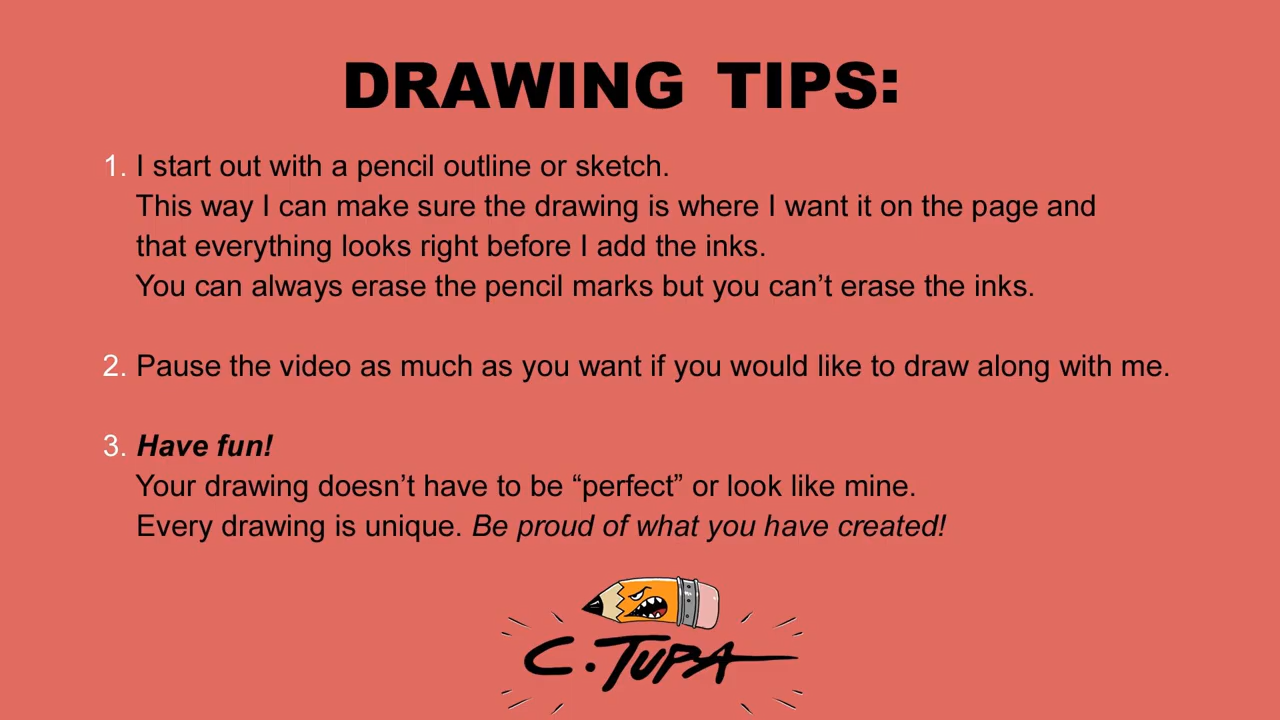 DRAWING TIPS:
1. I start out with a pencil outline or sketch.
This way I can make sure the drawing is where I want it on the page and
that everything looks right before I add the inks.
You can always erase the pencil marks but you can’t erase the inks.
2. Pause the video as much as you want if you would like to draw along with me.
3. Have fun!
Your drawing doesn’t have to be “perfect” or look like mine.
Every drawing is unique. Be proud of what you have created!
C. TUPA